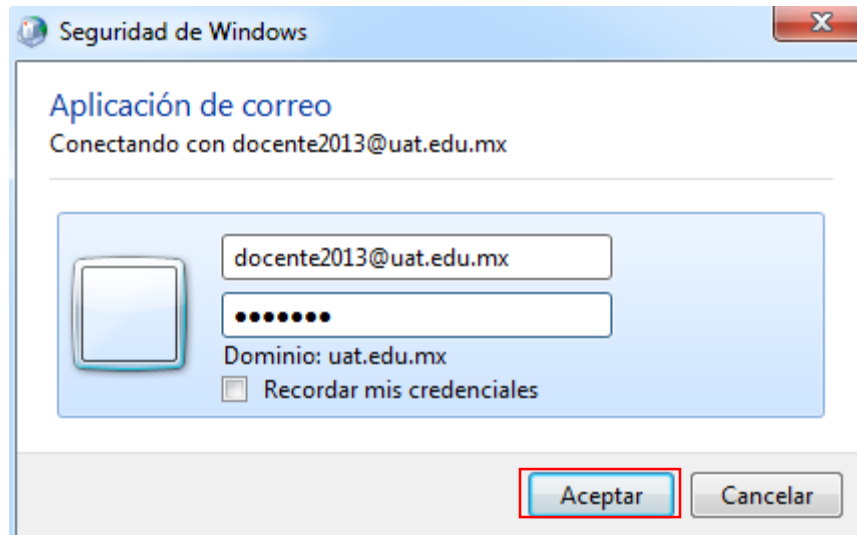 Seguridad de Windows
Aplicación de correo
Conectando con docente2013@uat.edu.mx
docente2013@uat.edu.mx
●●●●●●●
Dominio: uat.edu.mx
Recordar mis credenciales
Aceptar Cancelar